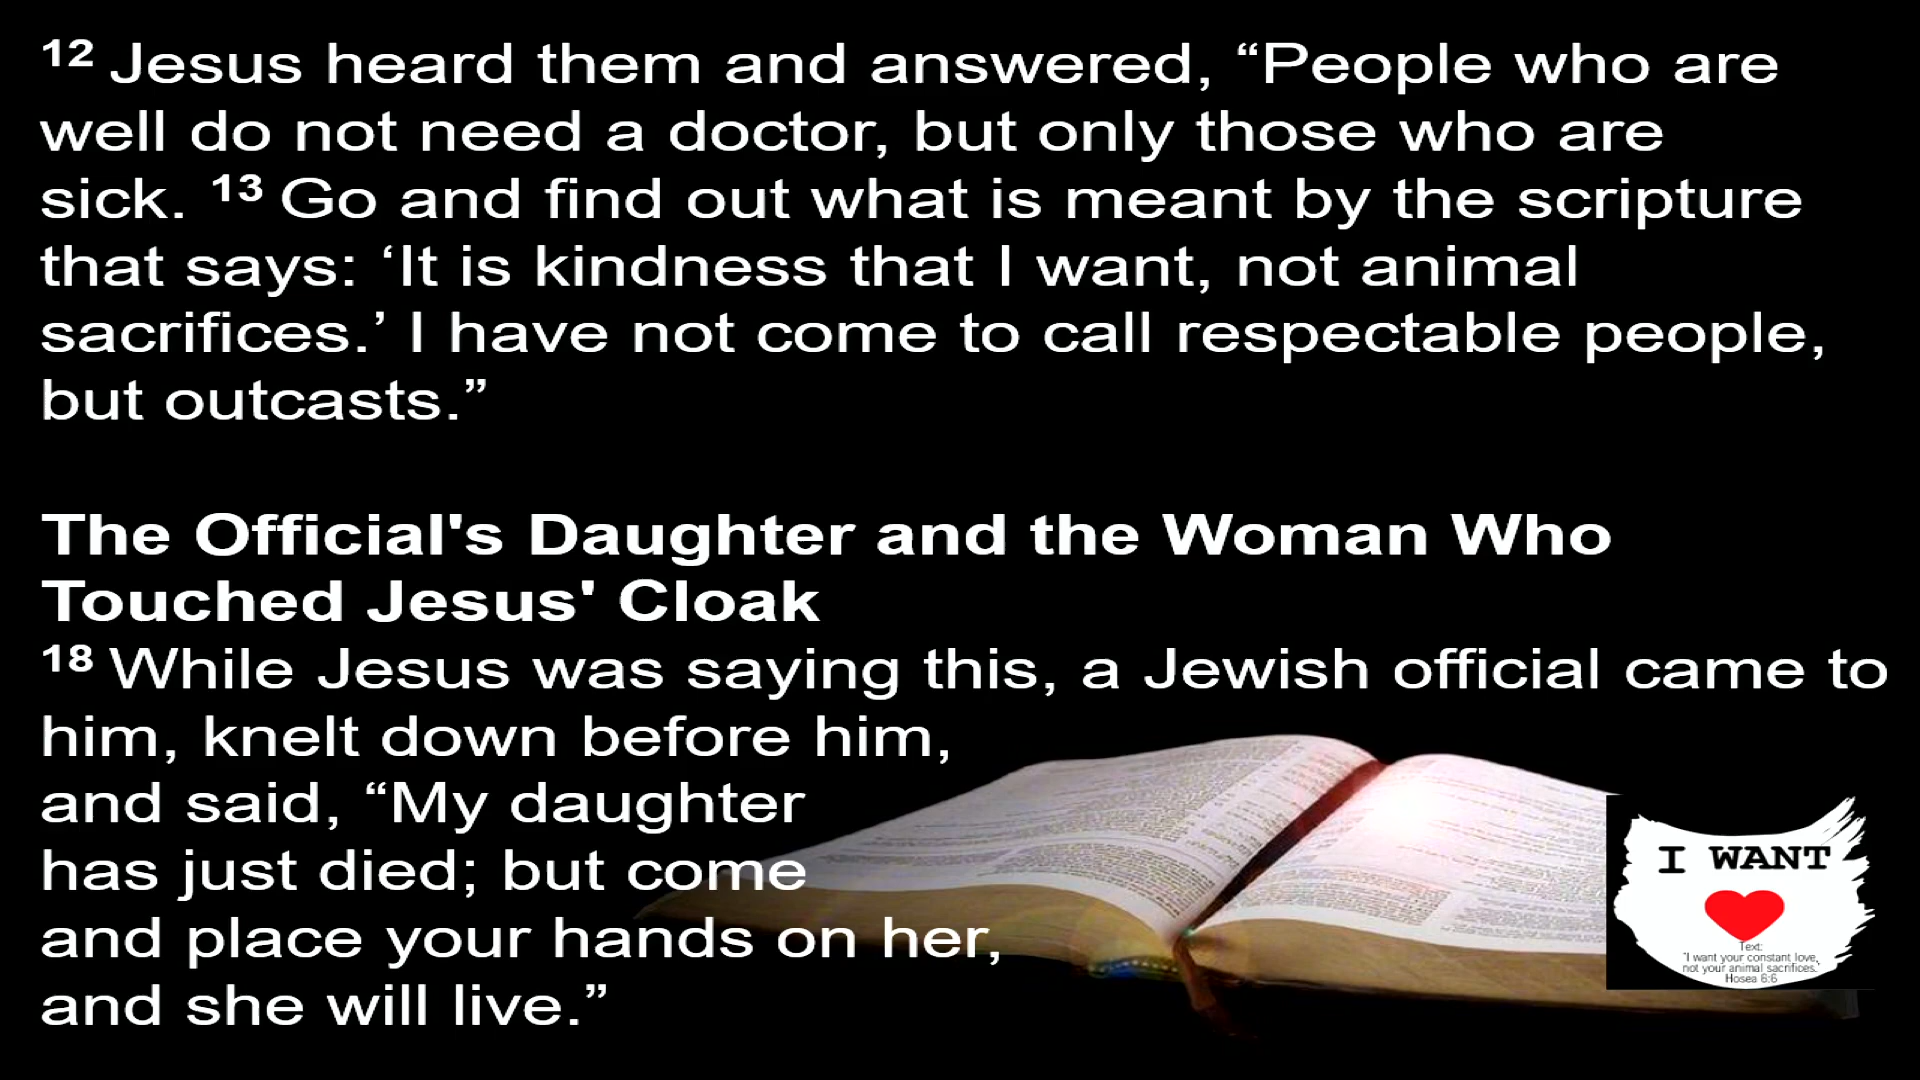 12 Jesus heard them and answered, “People who are
well do not need a doctor, but only those who are
sick. 13 Go and find out what is meant by the scripture
that says: ‘It is kindness that I want, not animal
sacrifices.’ I have not come to call respectable people,
but outcasts.”
The Official's Daughter and the Woman Who
Touched Jesus' Cloak
18 While Jesus was saying this, a Jewish official came to
him, knelt down before him,
and said, “My daughter
has just died; but come
and place your hands on her,
and she will live.”
I WANT
Text:
"I want your constant love,
not your animal sacrifices."
Hosea 6:6